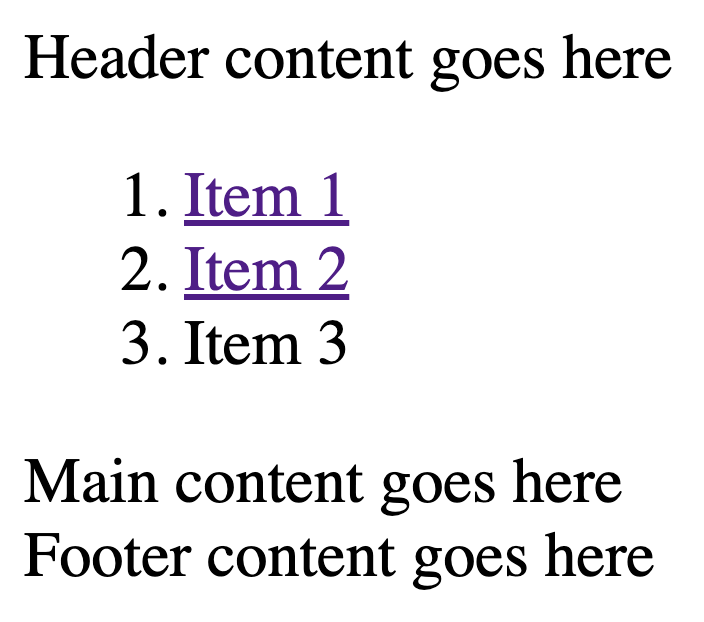 Header content goes here
1. Item 1
2. Item 2
3. Item 3
Main content goes here
Footer content goes here